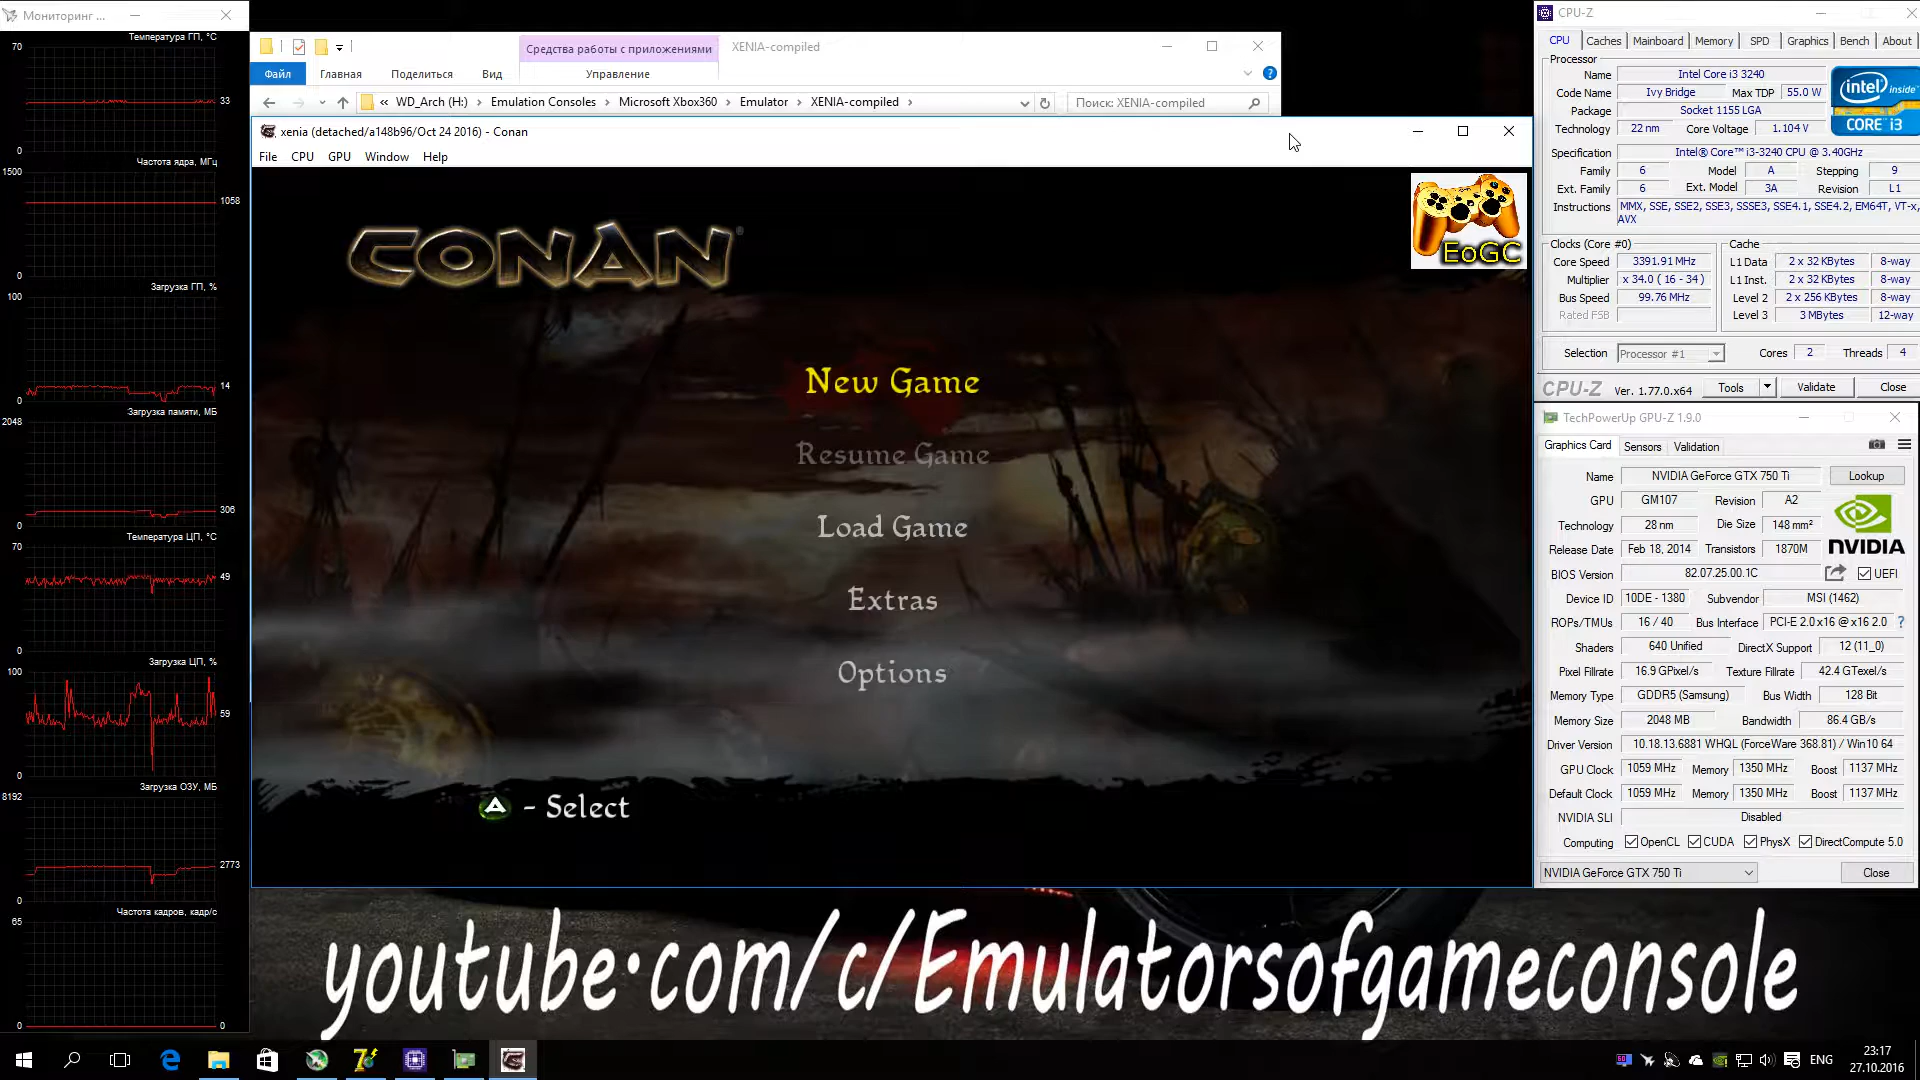 Мониторинг ...
Температура ГП, °C
70
33
0
Частота ядра, МГц
1500
1058
0
Загрузка ГП, %
100
14
0
Загрузка памяти, МБ
2048
306
0
Температура ЦП, °C
70
49
0
Загрузка ЦП, %
100
59
0
Загрузка ОЗУ, МБ
8192
2773
0
Частота кадров, кадр/с
65
0
0
Средства работы с приложениями
XENIA-compiled
Файл
Главная
Поделиться
Вид
Управление
« WD_Arch (H:) › Emulation Consoles › Microsoft Xbox360 › Emulator › XENIA-compiled ›
Поиск: XENIA-compiled
xenia (detached/a148b96/Oct 24 2016) - Conan
File CPU GPU Window Help
CONAN
EoGC
New Game
Resume Game
Load Game
Extras
Options
A - Select
CPU-Z
CPU Caches Mainboard Memory SPD Graphics Bench About
Processor
Name Intel Core i3 3240
Code Name Ivy Bridge Max TDP 55.0 W
Package Socket 1155 LGA
Technology 22 nm Core Voltage 1.104 V
intel inside™
CORE i3
Specification Intel® Core™ i3-3240 CPU @ 3.40GHz
Family 6 Model A Stepping 9
Ext. Family 6 Ext. Model 3A Revision L1
Instructions MMX, SSE, SSE2, SSE3, SSSE3, SSE4.1, SSE4.2, EM64T, VT-x,
AVX
Clocks (Core #0)
Core Speed 3391.91 MHz
Multiplier x 34.0 ( 16 - 34 )
Bus Speed 99.76 MHz
Rated FSB
Cache
L1 Data 2 x 32 KBytes 8-way
L1 Inst. 2 x 32 KBytes 8-way
Level 2 2 x 256 KBytes 8-way
Level 3 3 MBytes 12-way
Selection Processor #1 Cores 2 Threads 4
CPU-Z Ver. 1.77.0.x64 Tools Validate Close
TechPowerUp GPU-Z 1.9.0
Graphics Card Sensors Validation
Name NVIDIA GeForce GTX 750 Ti Lookup
GPU GM107 Revision A2
Technology 28 nm Die Size 148 mm²
Release Date Feb 18, 2014 Transistors 1870M
NVIDIA
BIOS Version 82.07.25.00.1C UEFI
Device ID 10DE - 1380 Subvendor MSI (1462)
ROPs/TMUs 16 / 40 Bus Interface PCI-E 2.0 x16 @ x16 2.0 ?
Shaders 640 Unified DirectX Support 12 (11_0)
Pixel Fillrate 16.9 GPixel/s Texture Fillrate 42.4 GTexel/s
Memory Type GDDR5 (Samsung) Bus Width 128 Bit
Memory Size 2048 MB Bandwidth 86.4 GB/s
Driver Version 10.18.13.6881 WHQL (ForceWare 368.81) / Win10 64
GPU Clock 1059 MHz Memory 1350 MHz Boost 1137 MHz
Default Clock 1059 MHz Memory 1350 MHz Boost 1137 MHz
NVIDIA SLI Disabled
Computing OpenCL CUDA PhysX DirectCompute 5.0
NVIDIA GeForce GTX 750 Ti Close
youtube.com/c/Emulatorsofgameconsole
ENG
23:17
27.10.2016